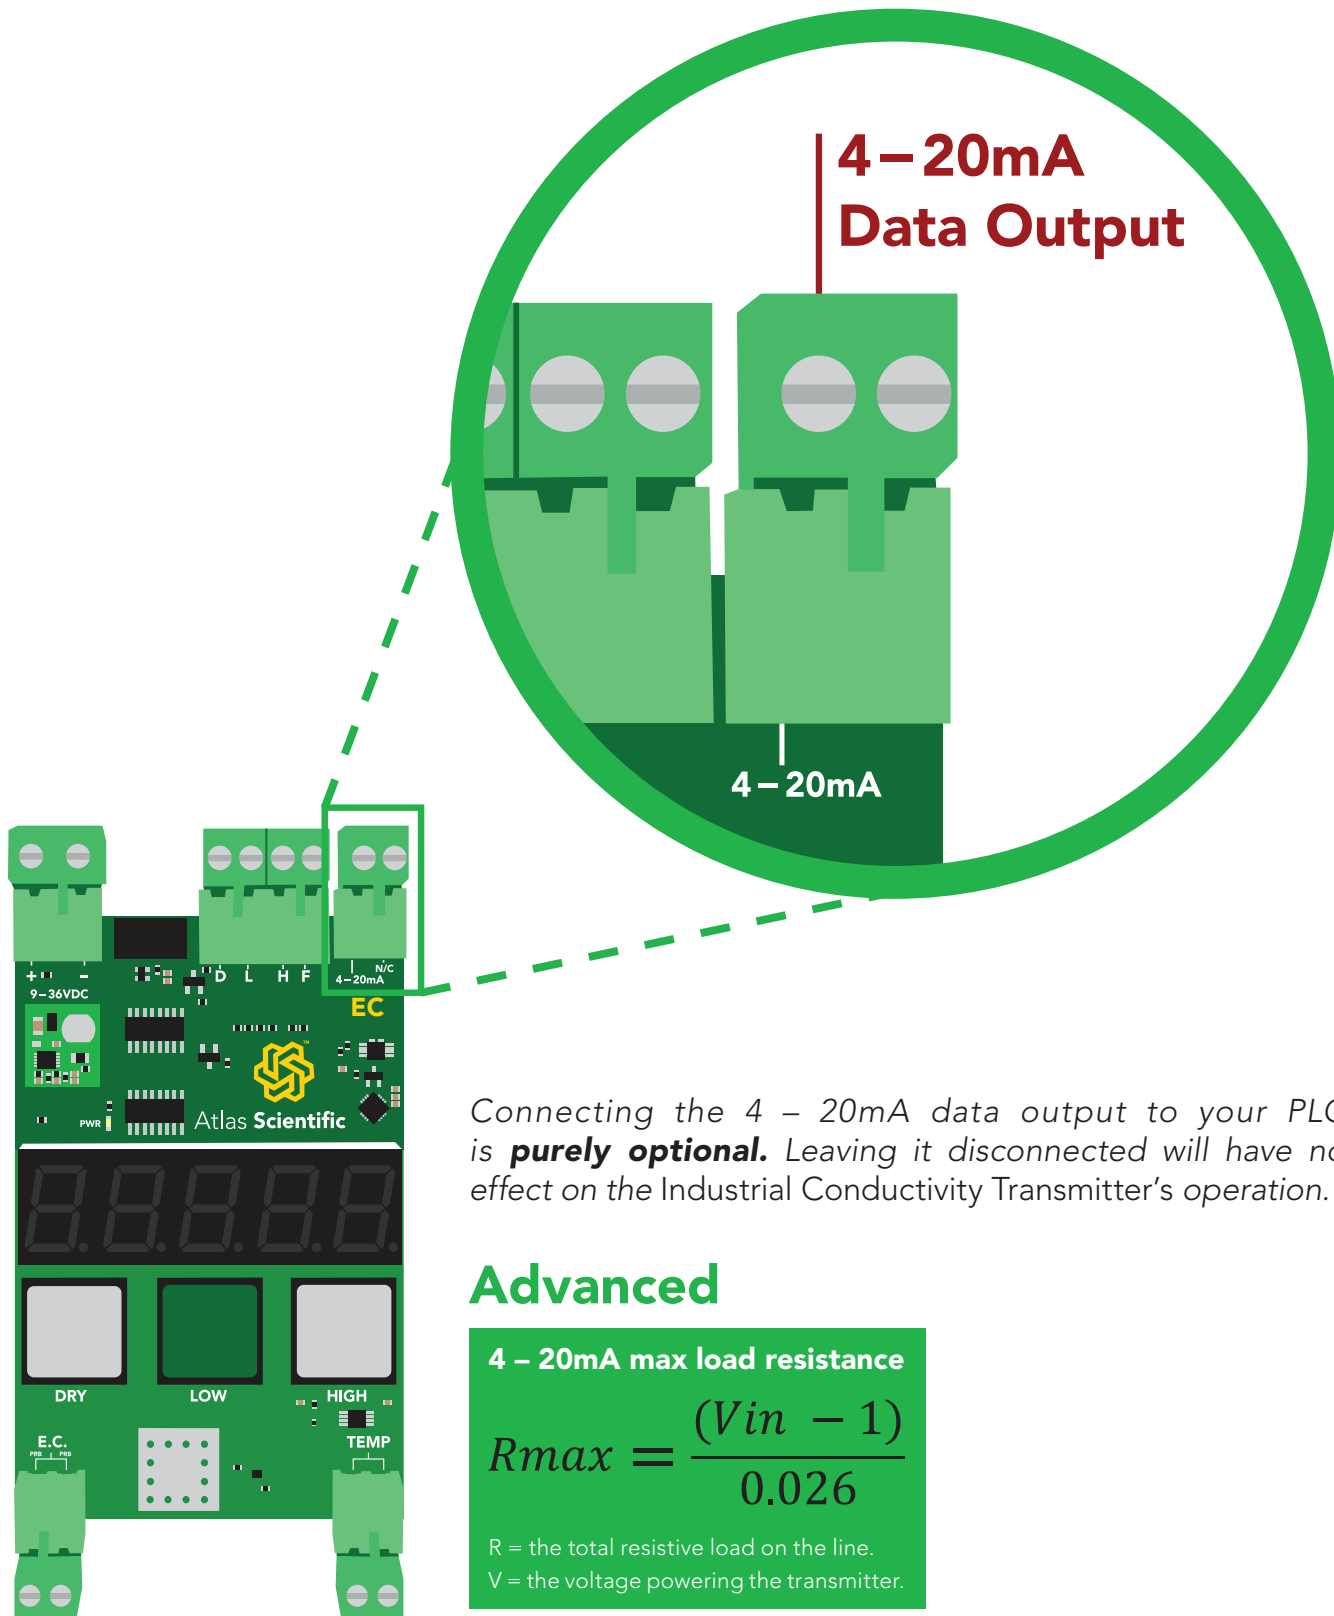 4 – 20mA
Data Output
4 – 20mA
+ –
9 – 36VDC
D L H F
4 – 20mA
N/C
EC
PWR
™
Atlas Scientific
Connecting the 4 – 20mA data output to your PLC
is purely optional. Leaving it disconnected will have no
effect on the Industrial Conductivity Transmitter's operation.
Advanced
4 – 20mA max load resistance
Rmax = (Vin − 1)
0.026
R = the total resistive load on the line.
V = the voltage powering the transmitter.
DRY LOW HIGH
E.C.
PRB PRB
TEMP